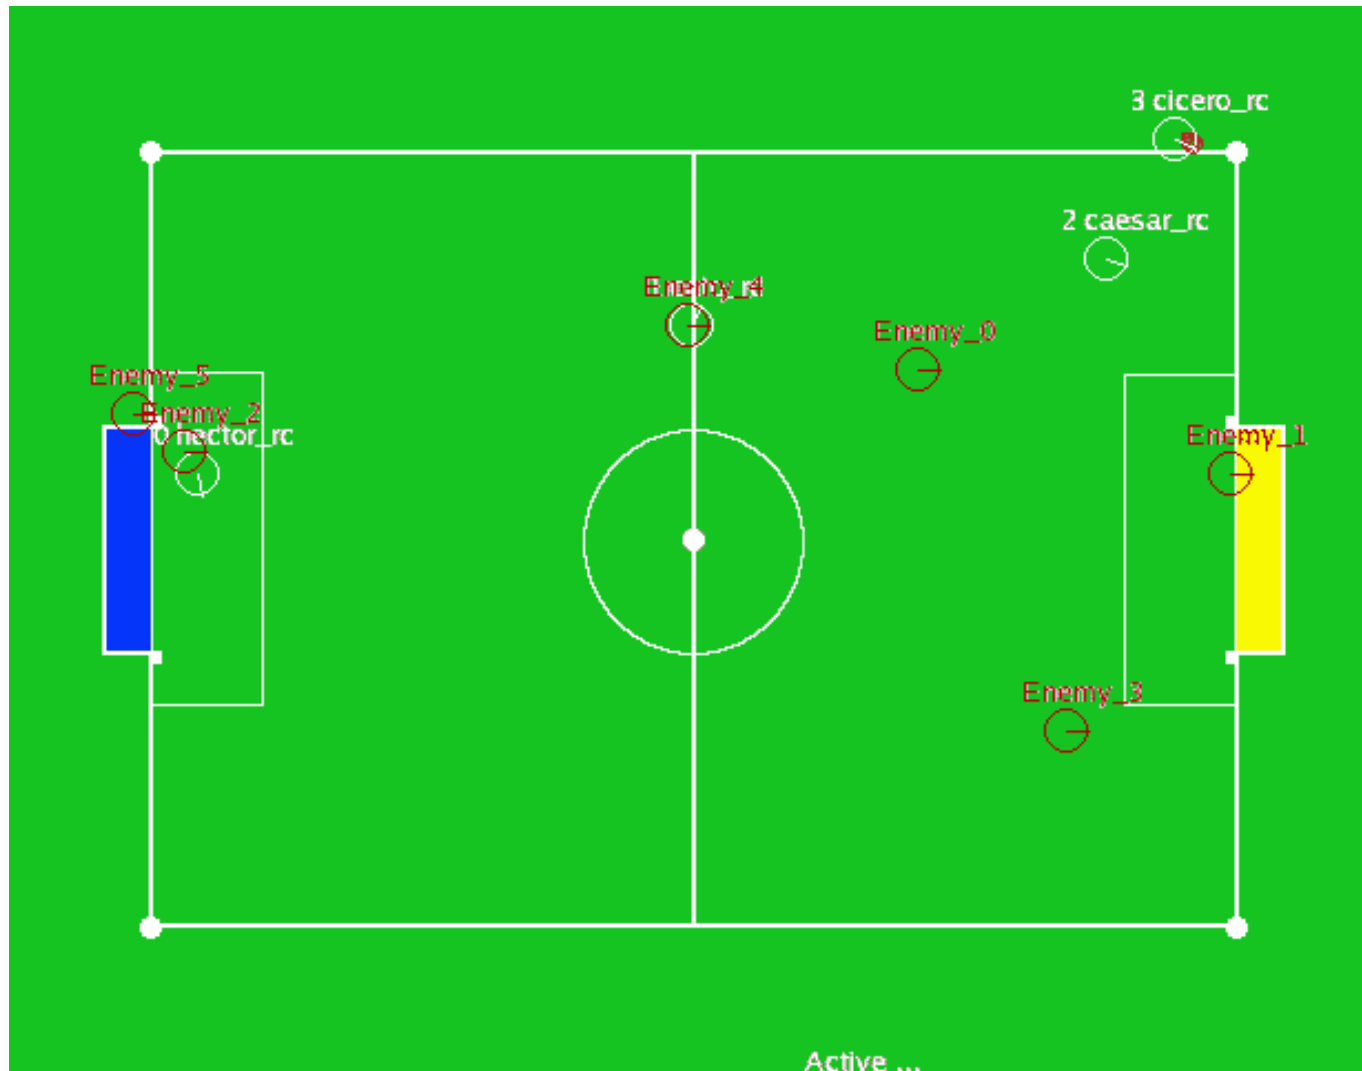 3 cicero_rc
2 caesar_rc
Enemy_4
Enemy_0
Enemy_5
Enemy_2
0 hector_rc
Enemy_1
Enemy_3
Active ...